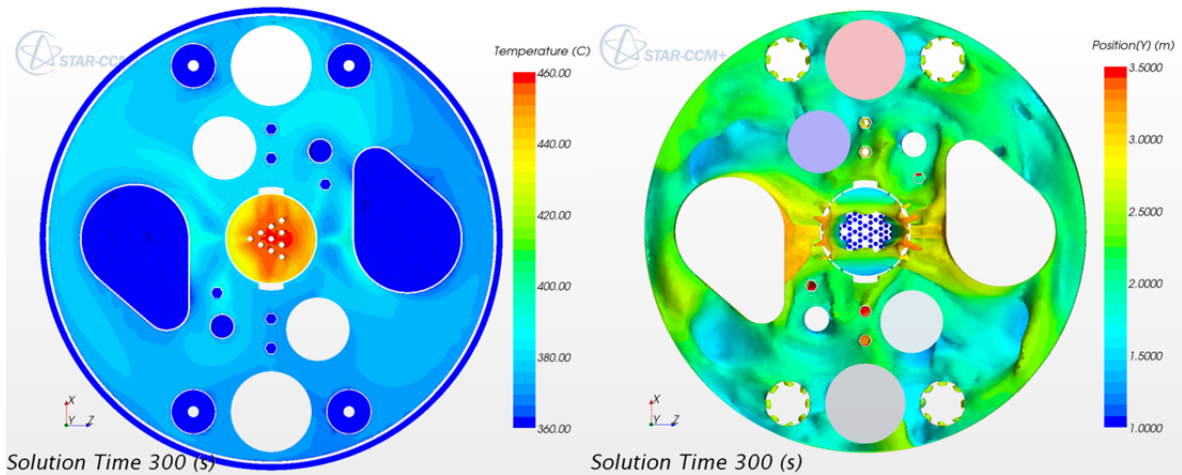 STAR-CC
Temperature (C)
460.00
440.00
420.00
400.00
380.00
360.00
X
Y Z
Solution Time 300 (s)
STAR-CCM+
Position(Y) (m)
3.5000
3.0000
2.5000
2.0000
1.5000
1.0000
X
Y Z
Solution Time 300 (s)